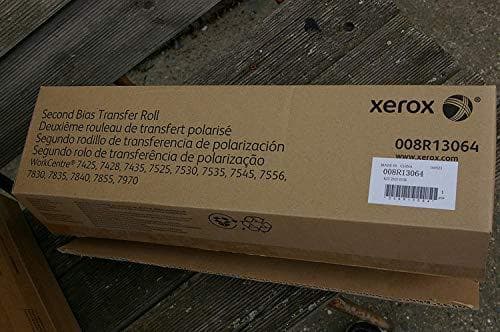 Second Bias Transfer Roll
Deuxième rouleau de transfert polarisé
Segundo rodillo de transferencia de polarización
Segundo rolo de transferência de polarização
WorkCentre® 7425, 7428, 7435, 7525, 7530, 7535, 7545, 7556,
7830, 7835, 7840, 7855, 7970
xerox
008R13064
www.xerox.com
MADE IN CHINA
008R13064